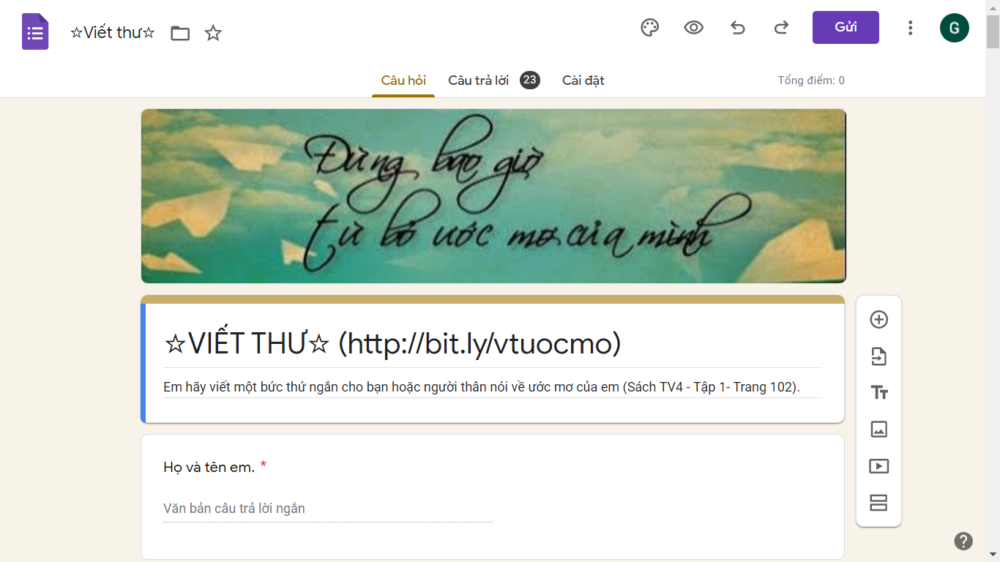 ☆Viết thư☆
Gửi
G
Câu hỏi
Câu trả lời 23
Cài đặt
Tổng điểm: 0
Đừng bao giờ
từ bỏ ước mơ của mình
☆VIẾT THƯ☆ (http://bit.ly/vtuocmo)
Em hãy viết một bức thứ ngắn cho bạn hoặc người thân nói về ước mơ của em (Sách TV4 - Tập 1- Trang 102).
Họ và tên em. *
Văn bản câu trả lời ngắn